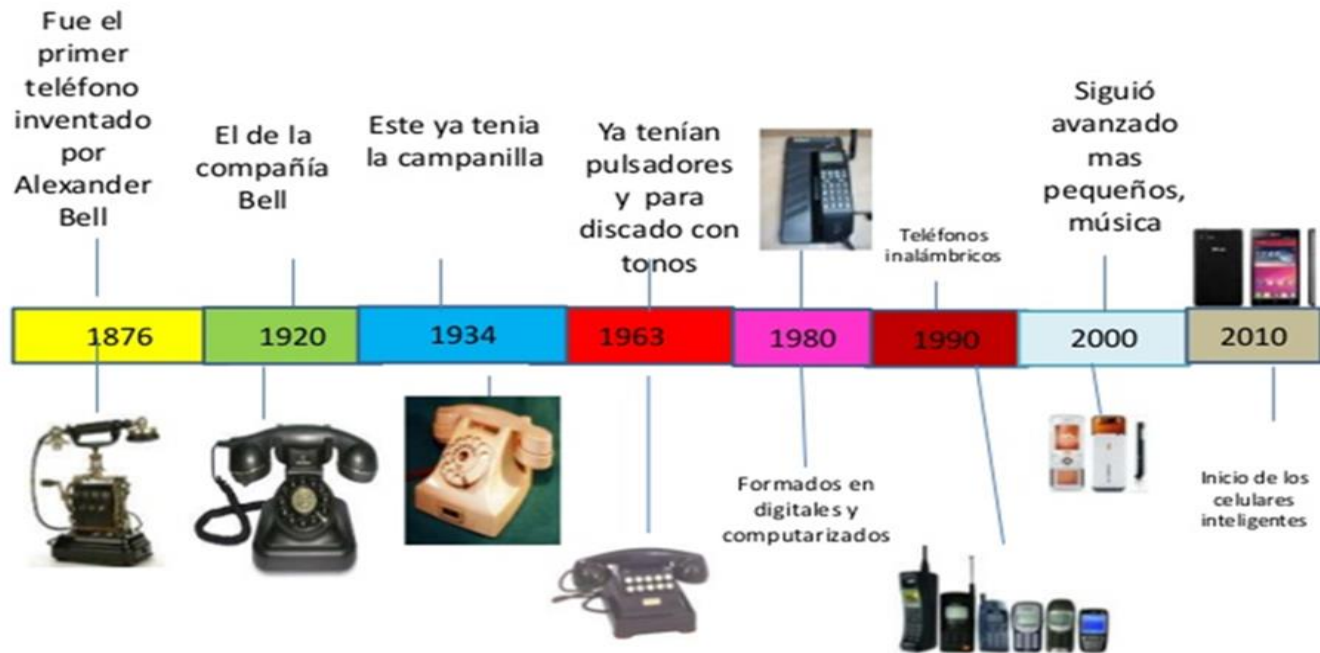 Fue el
primer
teléfono
inventado
por
Alexander
Bell
El de la
compañía
Bell
Este ya tenia
la campanilla
Ya tenían
pulsadores
y para
discado con
tonos
Teléfonos
inalámbricos
Siguió
avanzado
mas
pequeños,
música
1876
1920
1934
1963
1980
1990
2000
2010
Formados en
digitales y
computarizados
Inicio de los
celulares
inteligentes